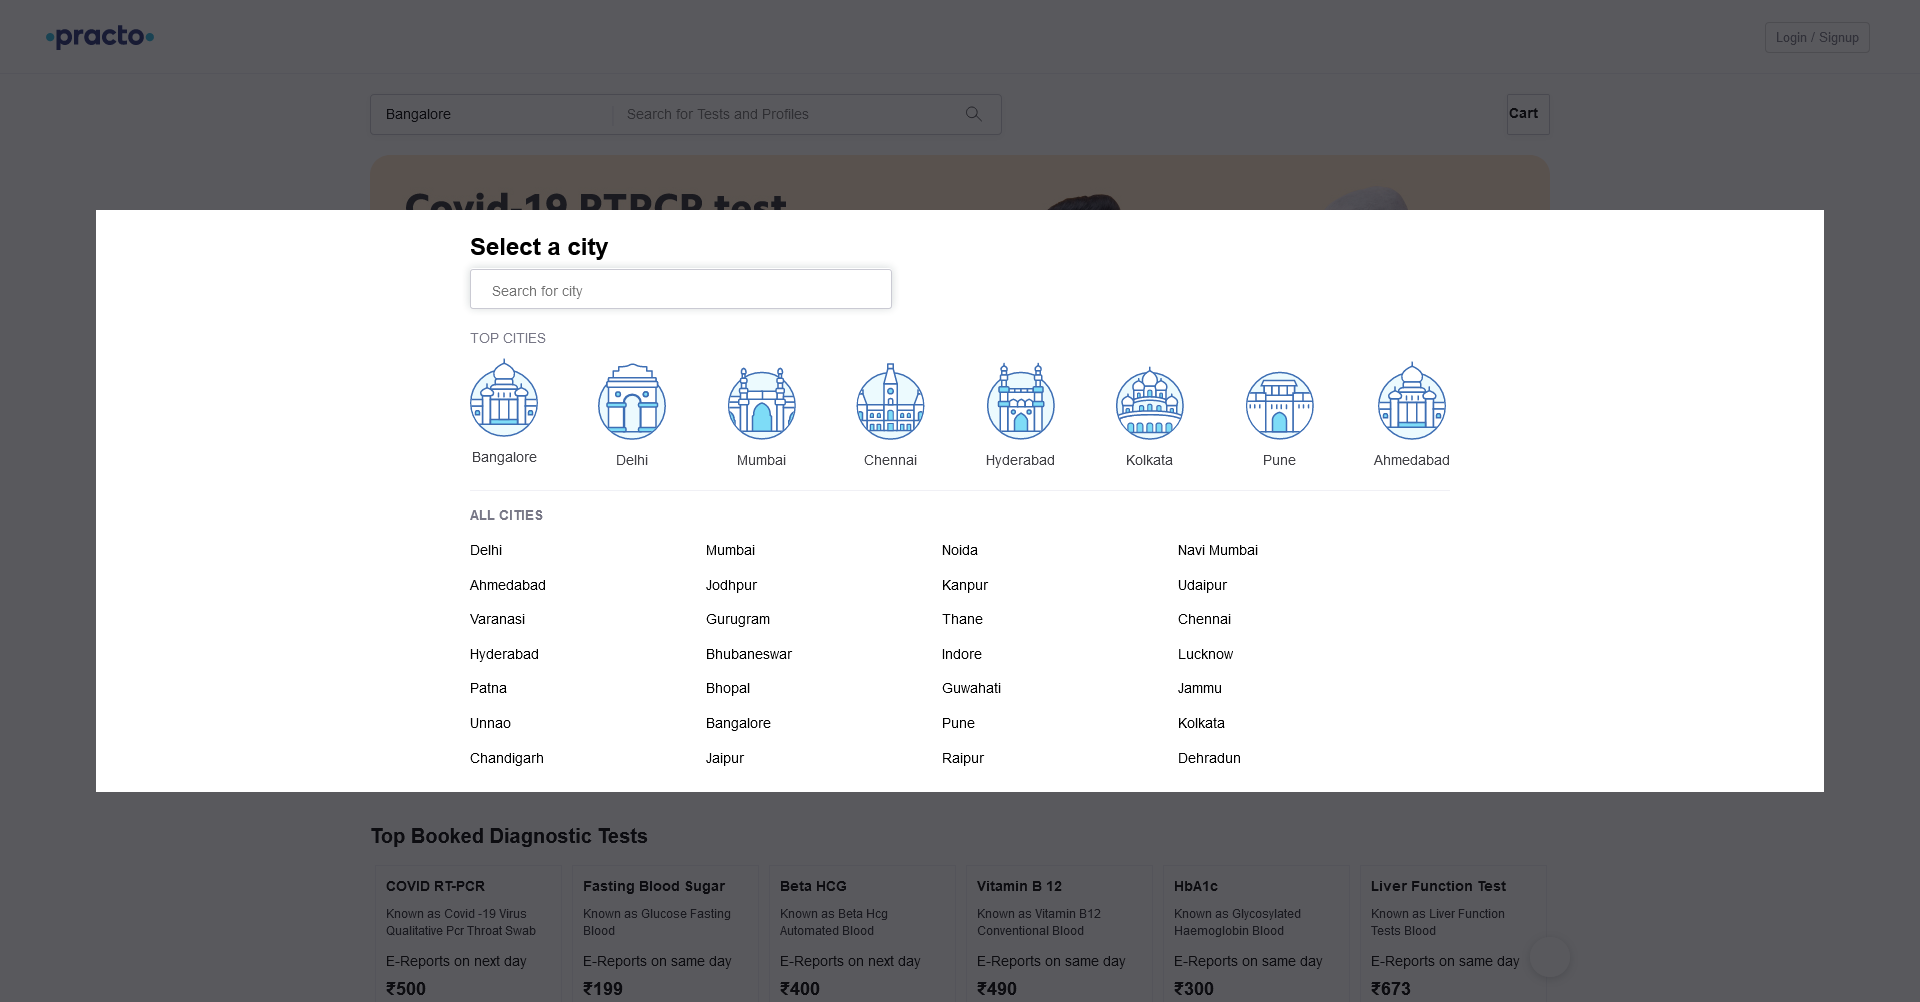 practo
Login / Signup
Bangalore
Search for Tests and Profiles
Cart
Covid-19 RTPCR test
Select a city
Search for city
TOP CITIES
Bangalore
Delhi
Mumbai
Chennai
Hyderabad
Kolkata
Pune
Ahmedabad
ALL CITIES
Delhi
Mumbai
Noida
Navi Mumbai
Ahmedabad
Jodhpur
Kanpur
Udaipur
Varanasi
Gurugram
Thane
Chennai
Hyderabad
Bhubaneswar
Indore
Lucknow
Patna
Bhopal
Guwahati
Jammu
Unnao
Bangalore
Pune
Kolkata
Chandigarh
Jaipur
Raipur
Dehradun
Top Booked Diagnostic Tests
COVID RT-PCR
Known as Covid -19 Virus
Qualitative Pcr Throat Swab
E-Reports on next day
₹500
Fasting Blood Sugar
Known as Glucose Fasting
Blood
E-Reports on same day
₹199
Beta HCG
Known as Beta Hcg
Automated Blood
E-Reports on next day
₹400
Vitamin B 12
Known as Vitamin B12
Conventional Blood
E-Reports on same day
₹490
HbA1c
Known as Glycosylated
Haemoglobin Blood
E-Reports on same day
₹300
Liver Function Test
Known as Liver Function
Tests Blood
E-Reports on same day
₹673